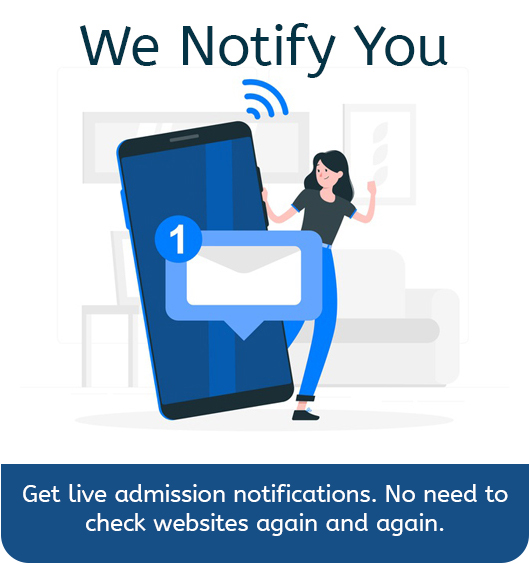 We Notify You
1
Get live admission notifications. No need to
check websites again and again.